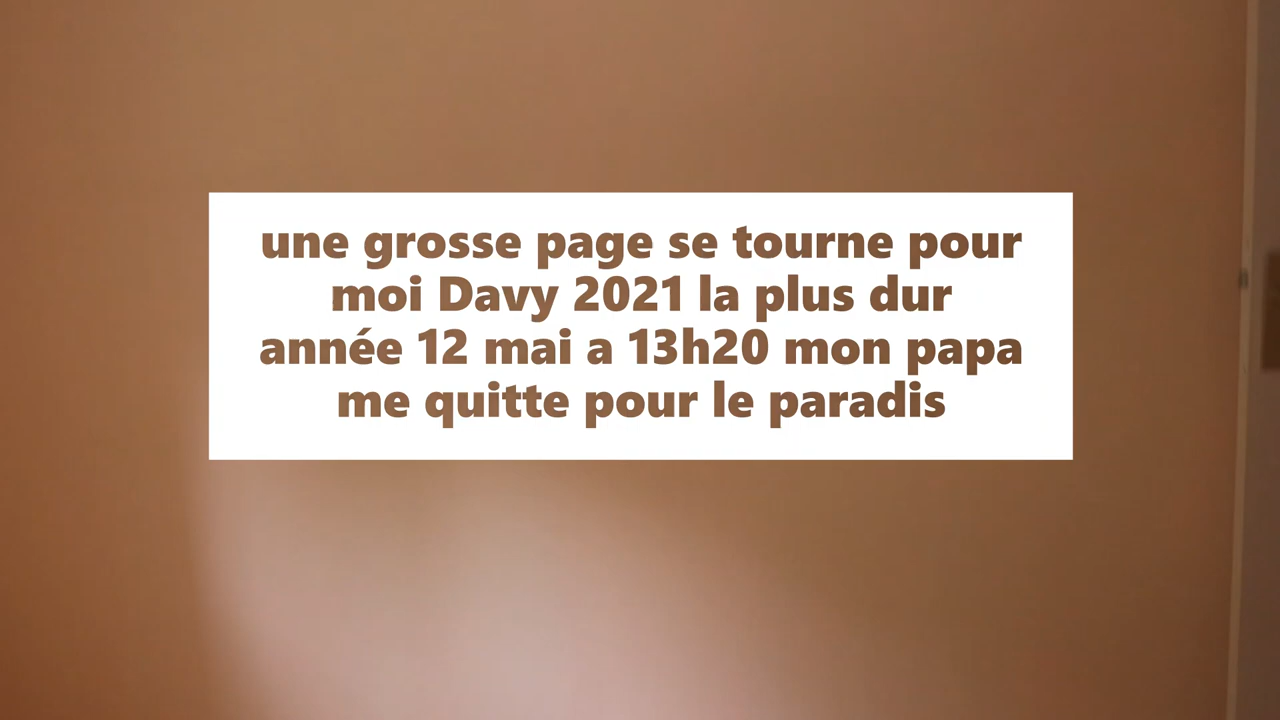 une grosse page se tourne pour
moi Davy 2021 la plus dur
année 12 mai a 13h20 mon papa
me quitte pour le paradis